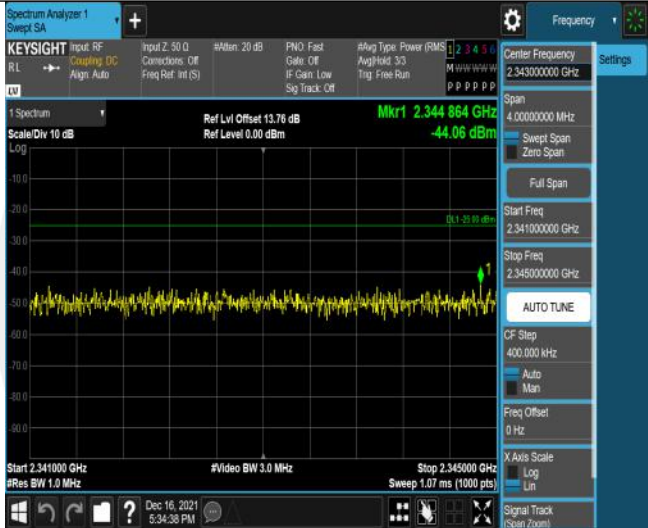 Spectrum Analyzer 1
Swept SA
+
Frequency
KEYSIGHT
RL
Input: RF
Coupling: DC
Align: Auto
Input Z: 50 Ω
Corrections: Off
Freq Ref: Int (S)
#Atten: 20 dB
PNO: Fast
Gate: Off
IF Gain: Low
Sig Track: Off
#Avg Type: Power (RMS
Avg|Hold: 3/3
Trig: Free Run
1 2 3 4 5 6
M W W W W W
P P P P P P
1 Spectrum
Scale/Div 10 dB
Log
Ref Lvl Offset 13.76 dB
Ref Level 0.00 dBm
Mkr1 2.344 864 GHz
-44.06 dBm
-10.0
-20.0
DL1 -25.00 dBm
-30.0
-40.0
1
-50.0
-60.0
-70.0
-80.0
-90.0
Start 2.341000 GHz
#Res BW 1.0 MHz
#Video BW 3.0 MHz
Stop 2.345000 GHz
Sweep 1.07 ms (1000 pts)
Dec 16, 2021
5:34:38 PM
?
Center Frequency
2.343000000 GHz
Settings
Span
4.00000000 MHz
Swept Span
Zero Span
Full Span
Start Freq
2.341000000 GHz
Stop Freq
2.345000000 GHz
AUTO TUNE
CF Step
400.000 kHz
Auto
Man
Freq Offset
0 Hz
X Axis Scale
Log
Lin
Signal Track
(Span Zoom)